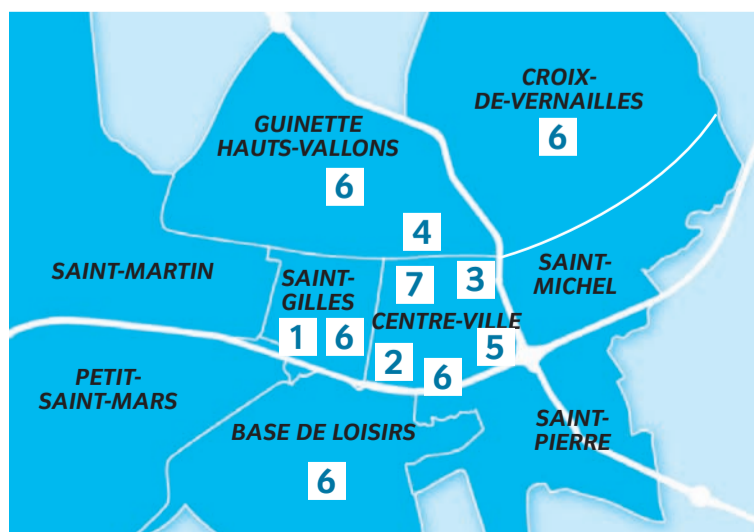 CROIX-
DE-VERNAILLES
6
GUINETTE
HAUTS-VALLONS
6
4
SAINT-MARTIN
SAINT-
GILLES
1 6
7 3
CENTRE-VILLE
2 6 5
SAINT-
MICHEL
PETIT-
SAINT-MARS
BASE DE LOISIRS
6
SAINT-
PIERRE